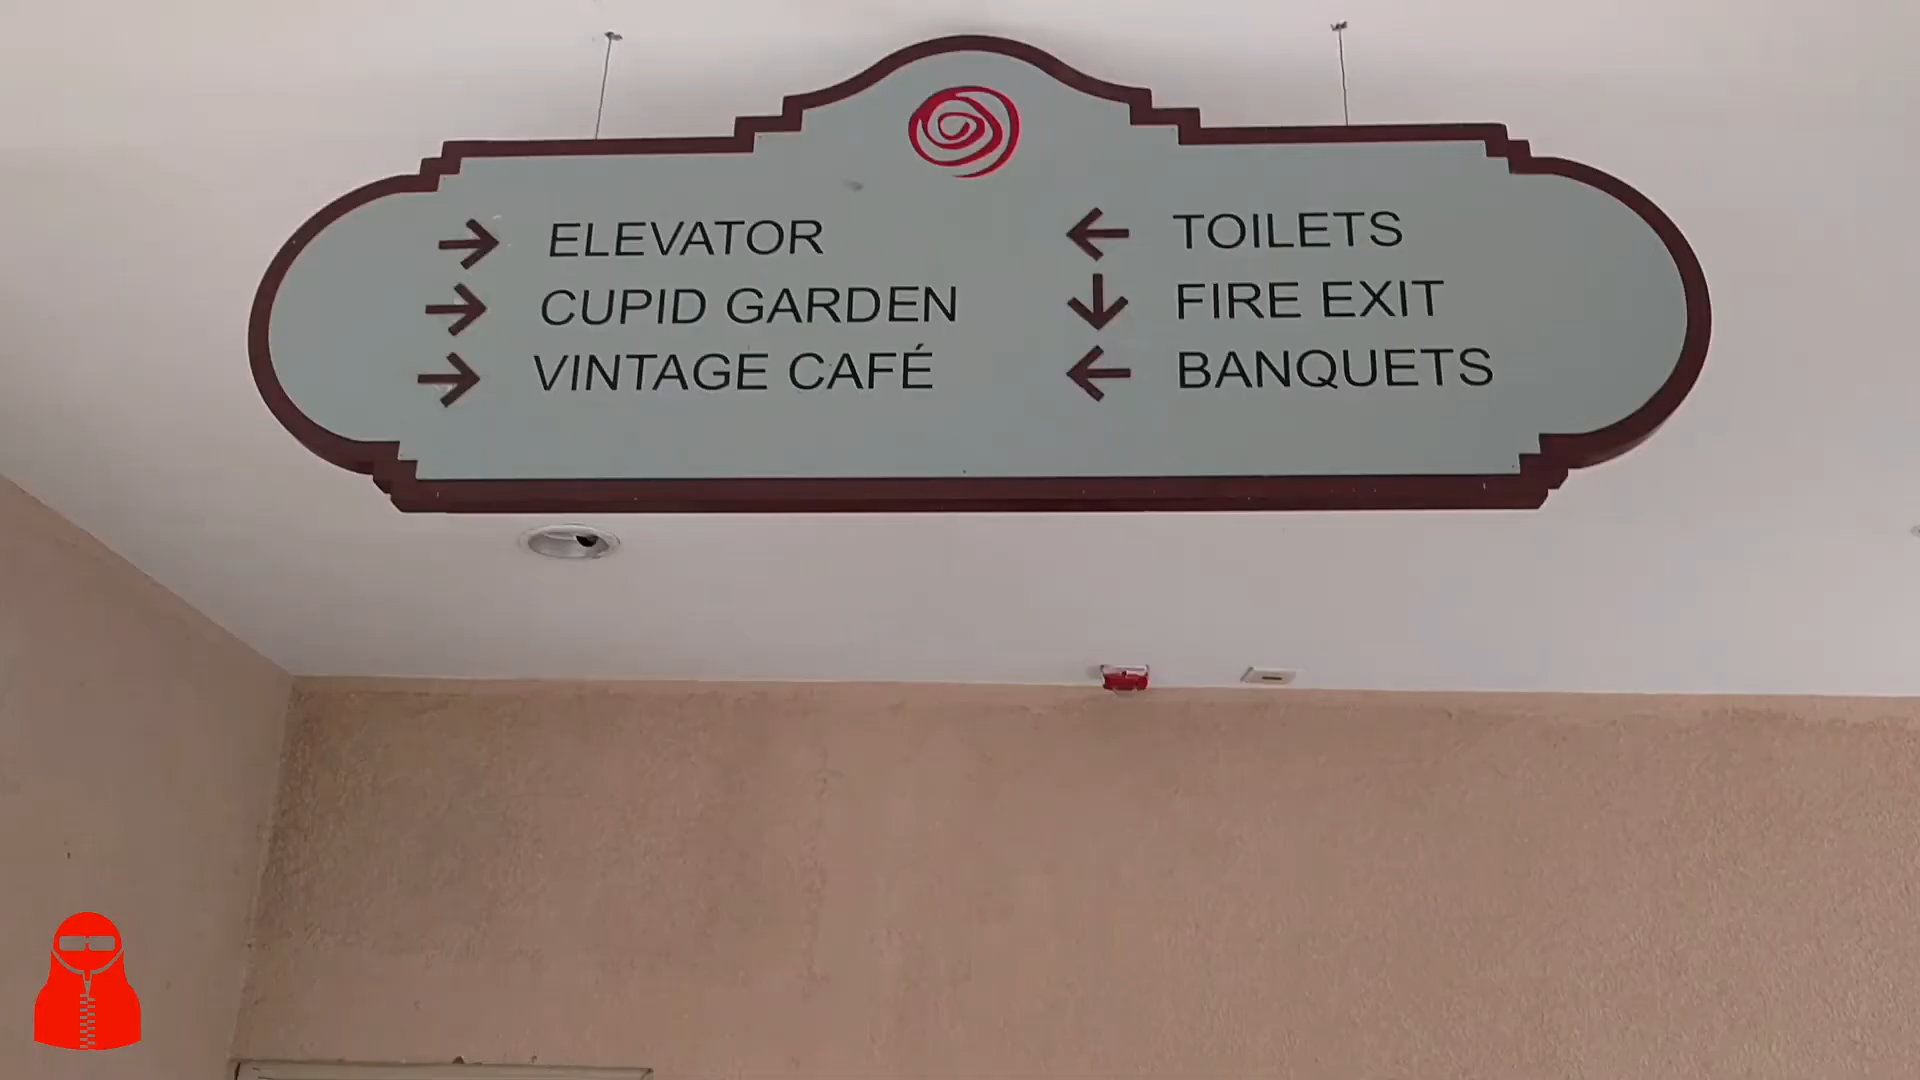 ELEVATOR
CUPID GARDEN
VINTAGE CAFÉ
TOILETS
FIRE EXIT
BANQUETS